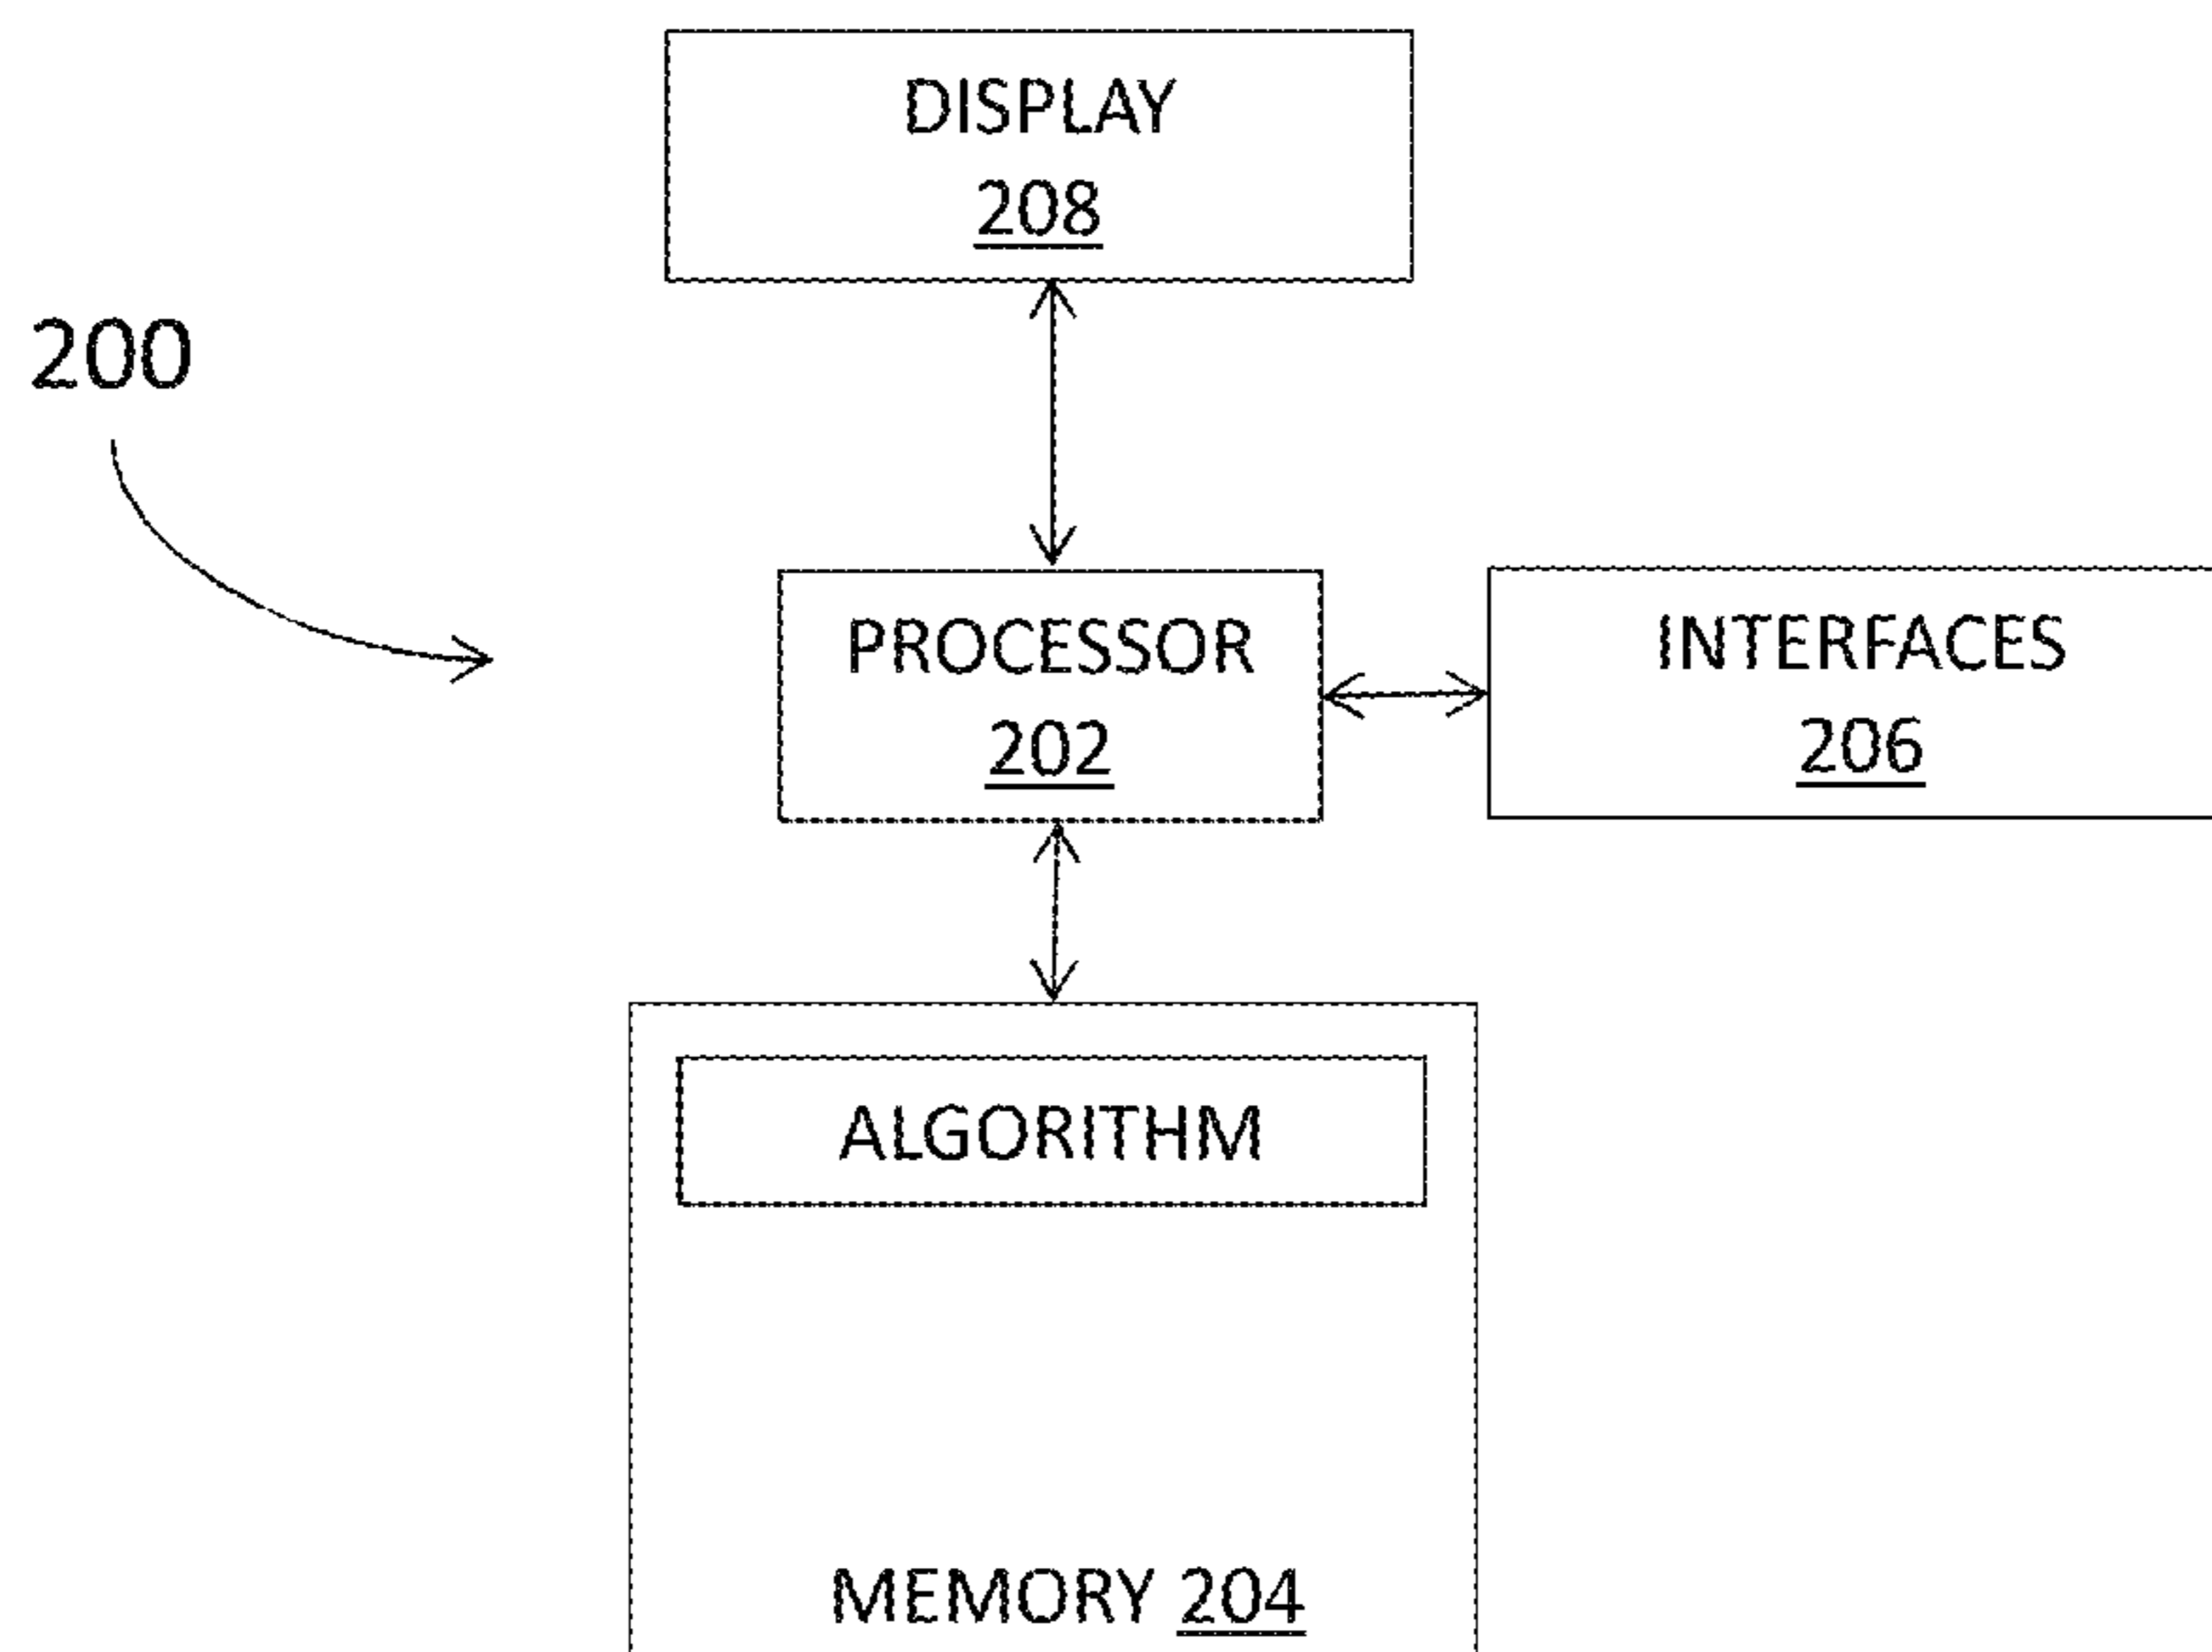 DISPLAY
208
200
PROCESSOR
202
INTERFACES
206
ALGORITHM
MEMORY 204